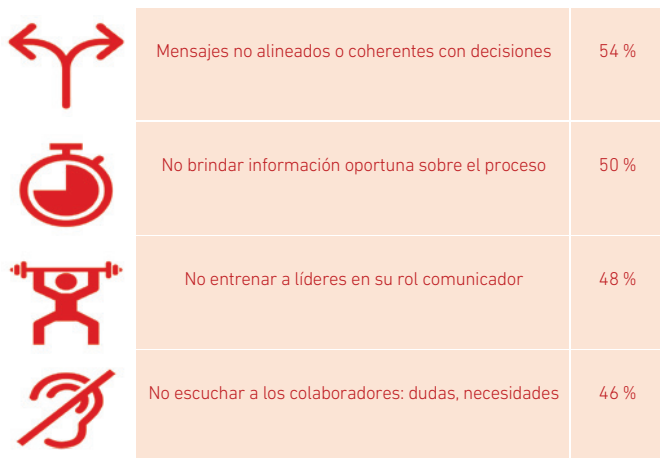 Mensajes no alineados o coherentes con decisiones 54 %
No brindar información oportuna sobre el proceso 50 %
No entrenar a líderes en su rol comunicador 48 %
No escuchar a los colaboradores: dudas, necesidades 46 %